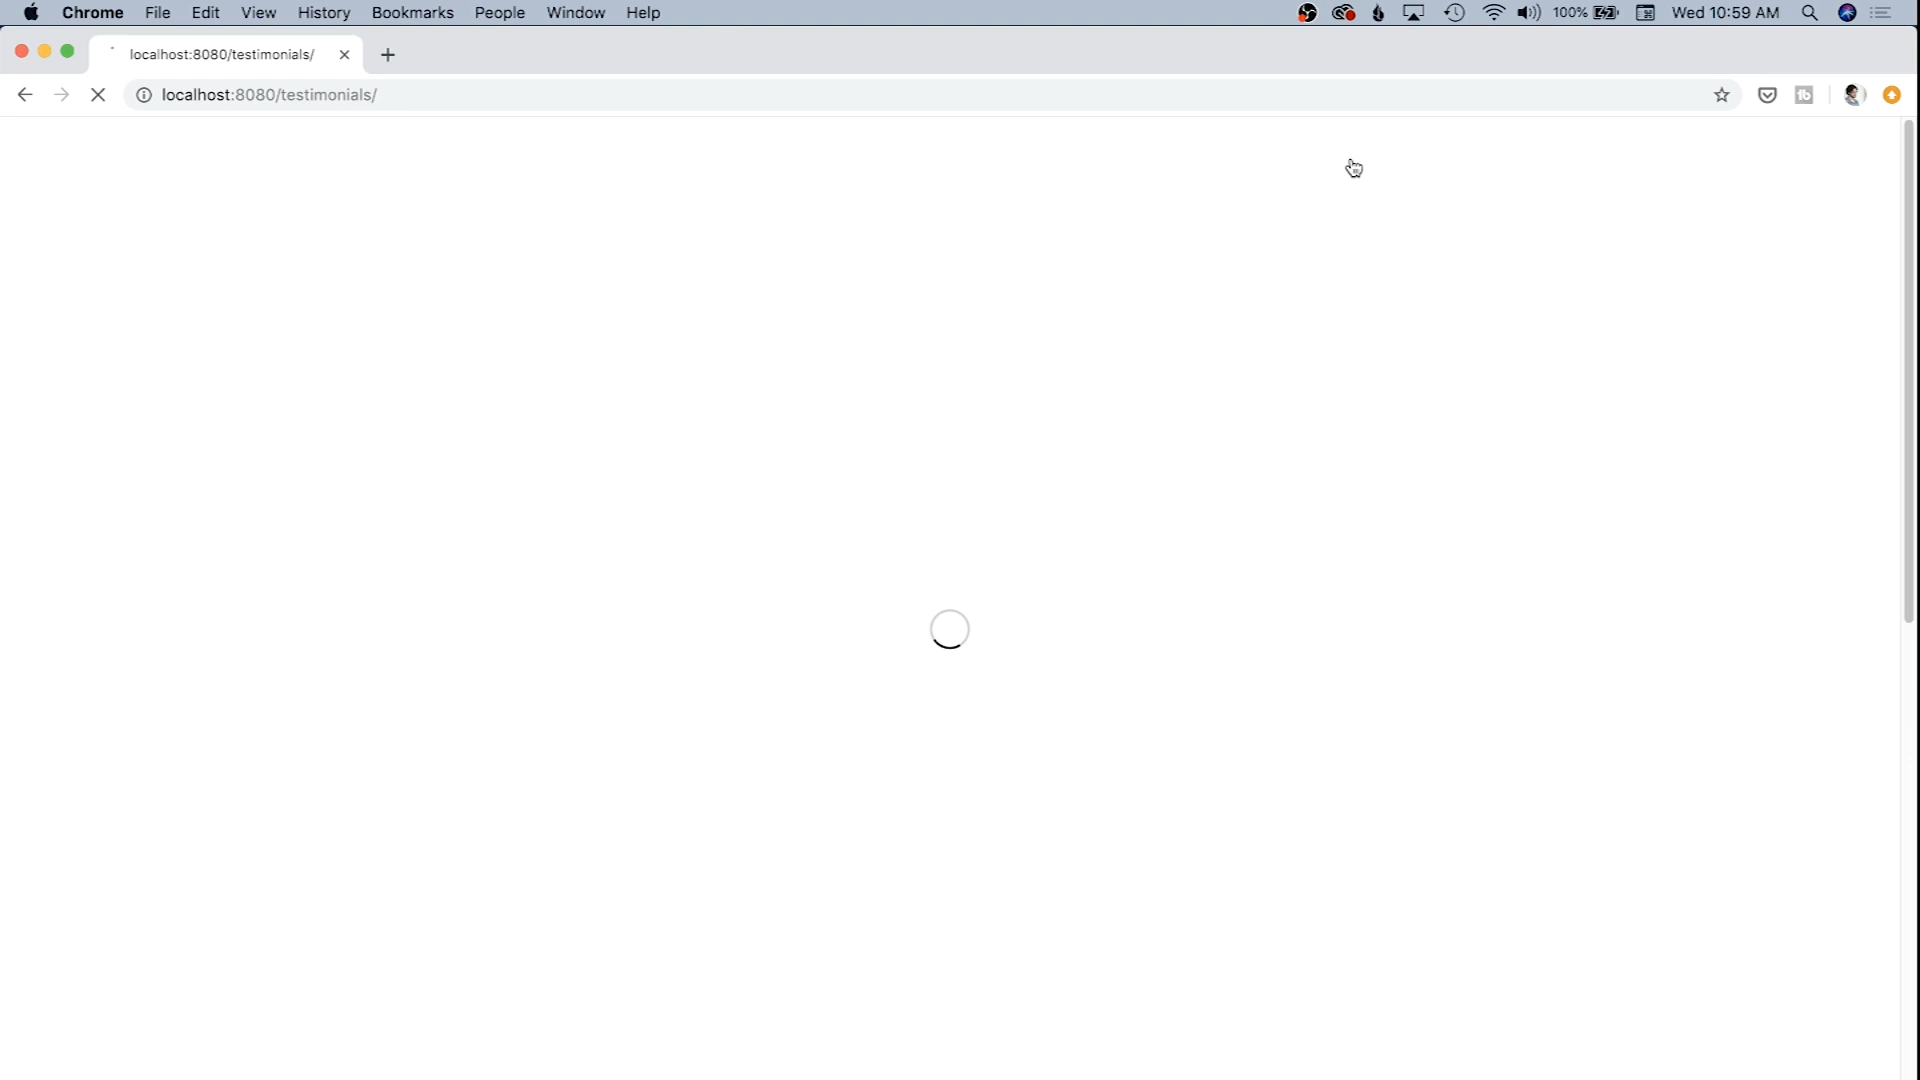 Chrome File Edit View History Bookmarks People Window Help 100% Wed 10:59 AM
localhost:8080/testimonials/
localhost:8080/testimonials/